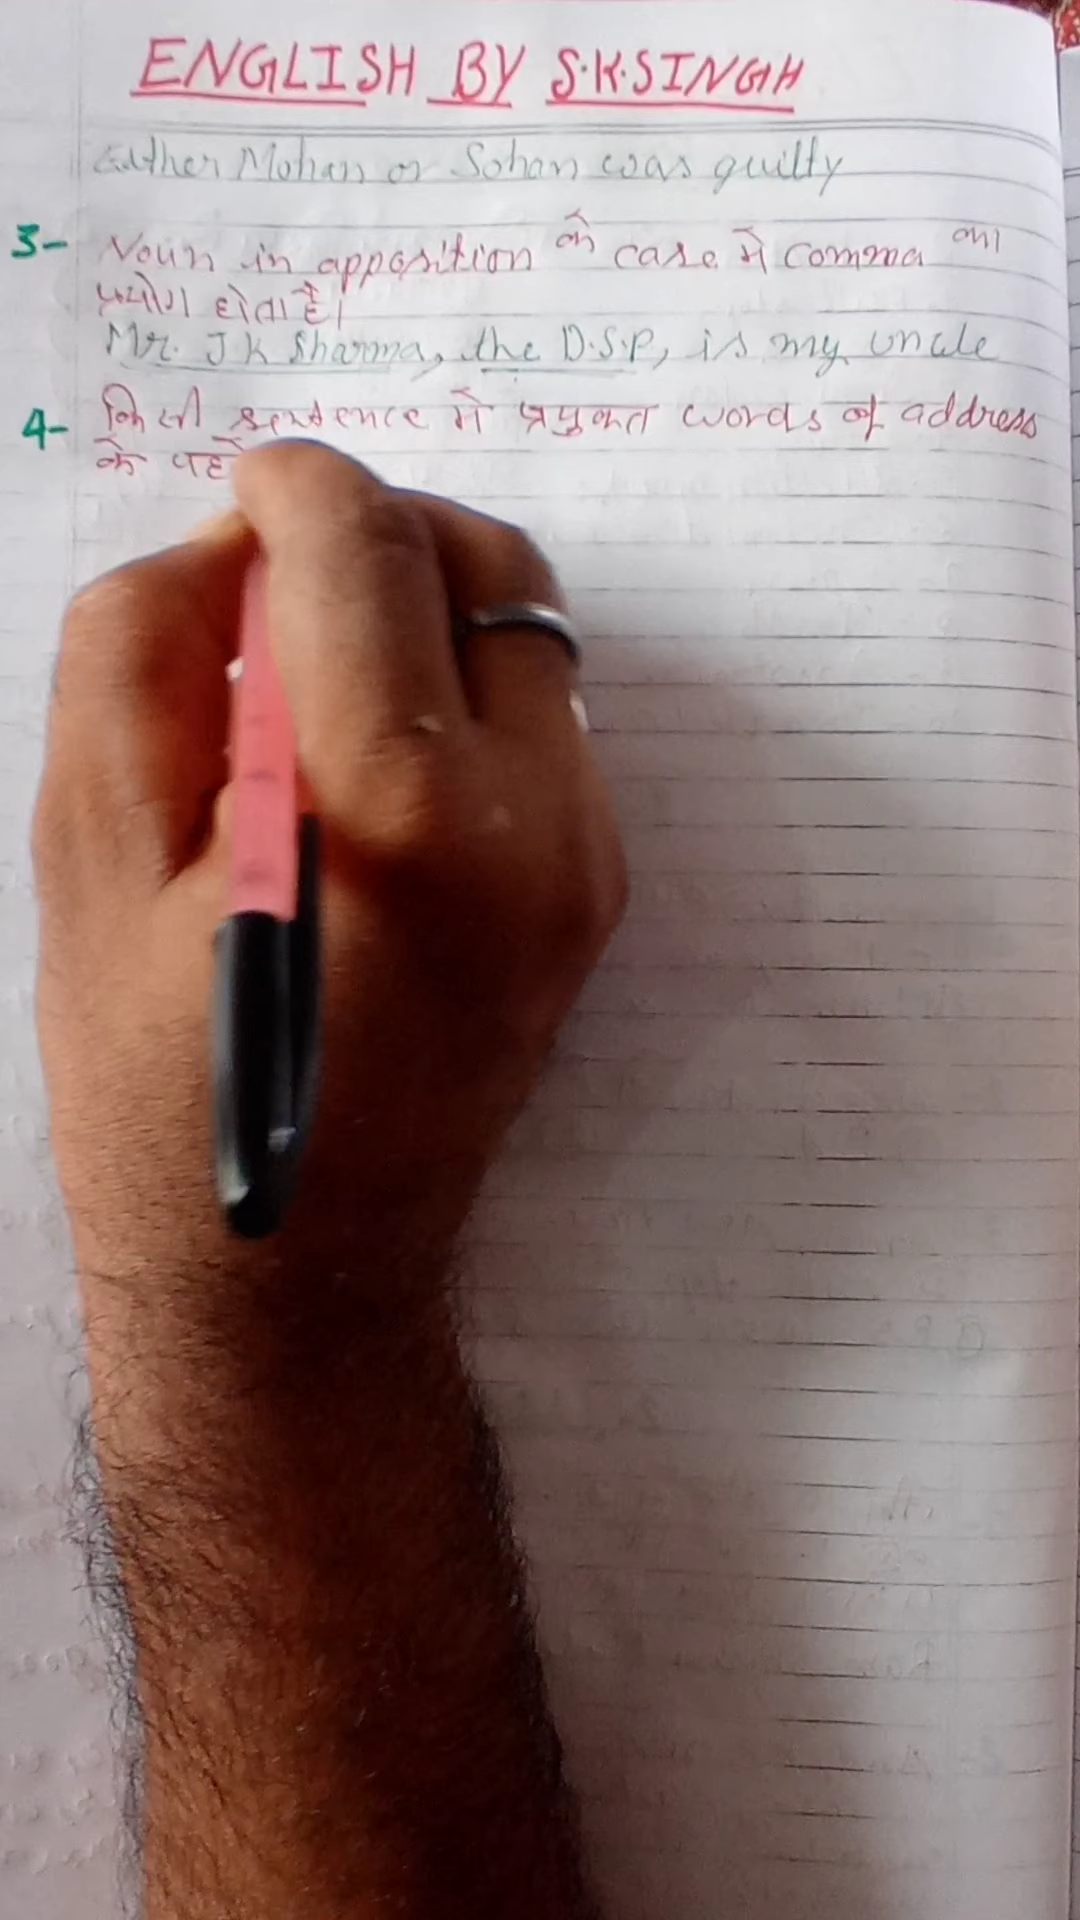 ENGLISH BY S.K.SINGH
Either Mohan or Sohan was guilty
3- Noun in apposition के case में comma का
प्रयोग होता है।
Mr. J K Sharma, the D.S.P, is my uncle
4- किसी sentence में प्रयुक्त words of address
के पहले